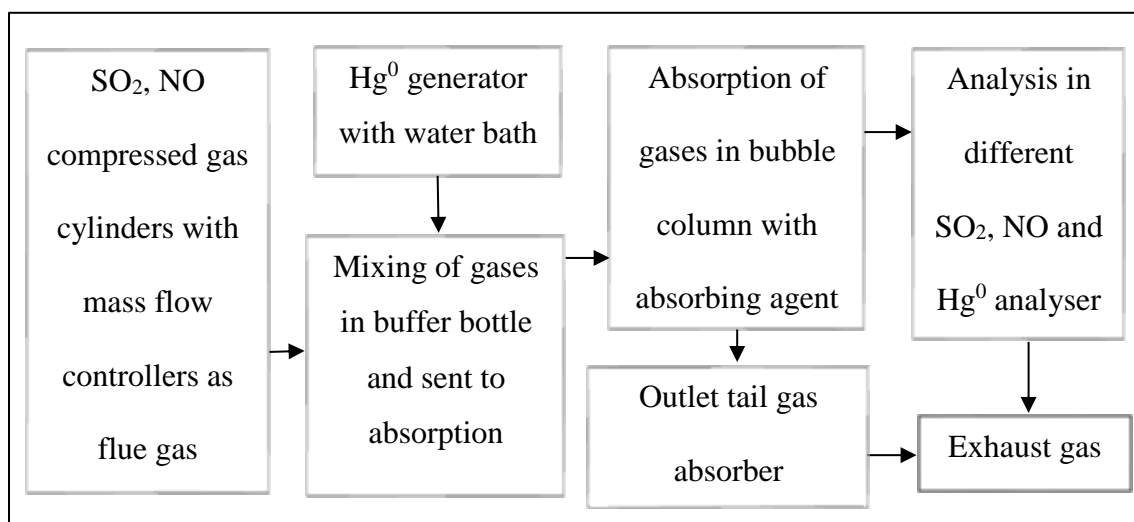 SO₂, NO
compressed gas
cylinders with
mass flow
controllers as
flue gas
Hg⁰ generator
with water bath
Mixing of gases
in buffer bottle
and sent to
absorption
Absorption of
gases in bubble
column with
absorbing agent
Outlet tail gas
absorber
Analysis in
different
SO₂, NO and
Hg⁰ analyser
Exhaust gas